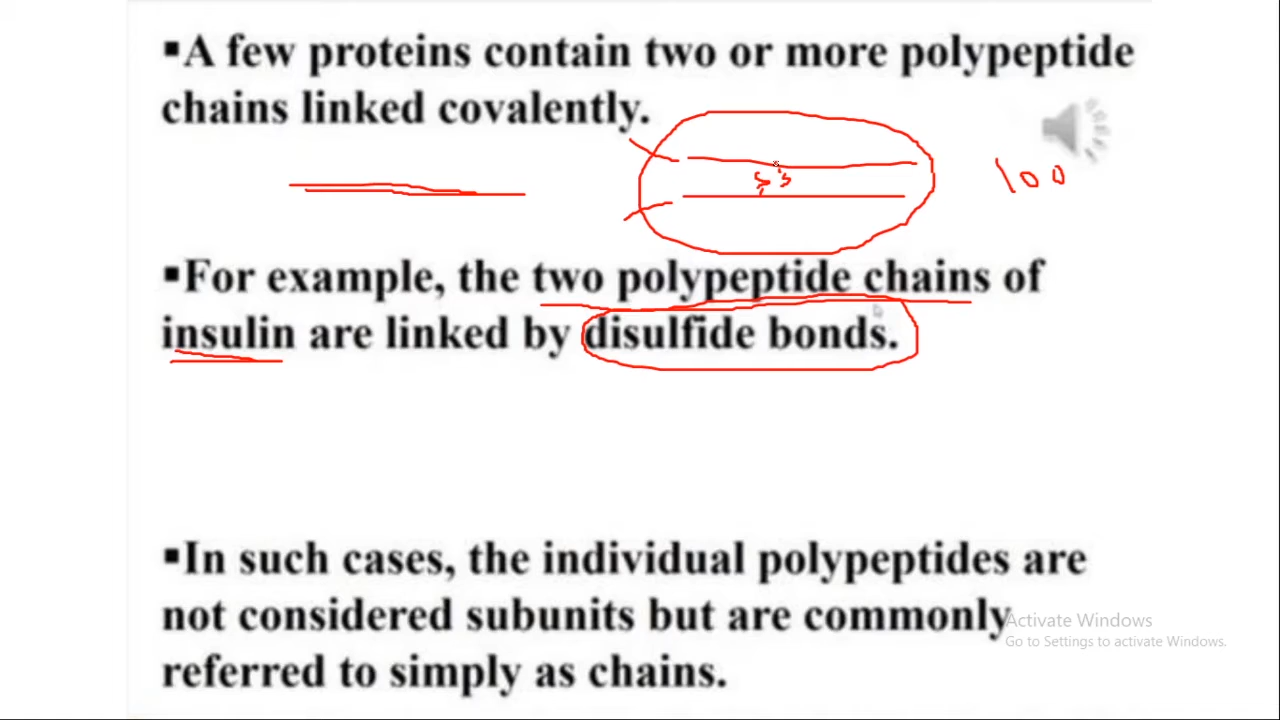 ▪A few proteins contain two or more polypeptide
chains linked covalently.
s s
100
▪For example, the two polypeptide chains of
insulin are linked by disulfide bonds.
▪In such cases, the individual polypeptides are
not considered subunits but are commonly
referred to simply as chains.
Activate Windows
Go to Settings to activate Windows.